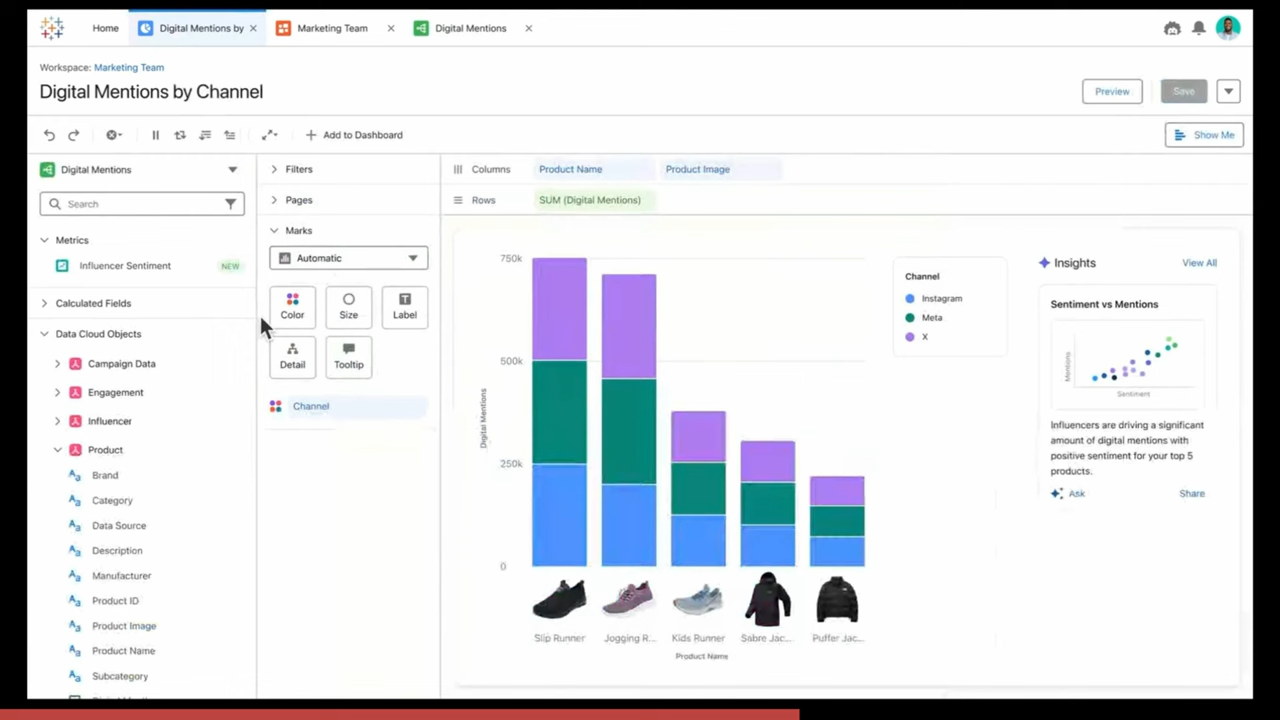 Home
Digital Mentions by
Marketing Team
Digital Mentions
Workspace: Marketing Team
Digital Mentions by Channel
Preview
Save
Add to Dashboard
Show Me
Digital Mentions
Search
Metrics
Influencer Sentiment NEW
Calculated Fields
Data Cloud Objects
Campaign Data
Engagement
Influencer
Product
Brand
Category
Data Source
Description
Manufacturer
Product ID
Product Image
Product Name
Subcategory
Filters
Pages
Marks
Automatic
Color
Size
Label
Detail
Tooltip
Channel
Columns
Product Name
Product Image
Rows
SUM (Digital Mentions)
750k
500k
250k
0
Digital Mentions
Slip Runner
Jogging R...
Kids Runner
Sabre Jac...
Puffer Jac...
Product Name
Channel
Instagram
Meta
X
Insights
View All
Sentiment vs Mentions
Mentions
Sentiment
Influencers are driving a significant
amount of digital mentions with
positive sentiment for your top 5
products.
Ask
Share